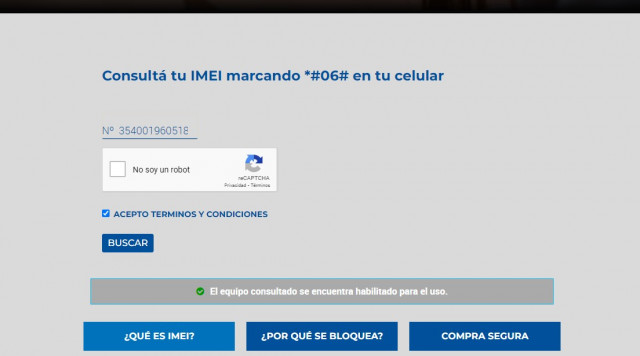 Consultá tu IMEI marcando *#06# en tu celular
Nº 354001960518
No soy un robot
reCAPTCHA
Privacidad - Términos
ACEPTO TERMINOS Y CONDICIONES
BUSCAR
El equipo consultado se encuentra habilitado para el uso.
¿QUÉ ES IMEI?
¿POR QUÉ SE BLOQUEA?
COMPRA SEGURA